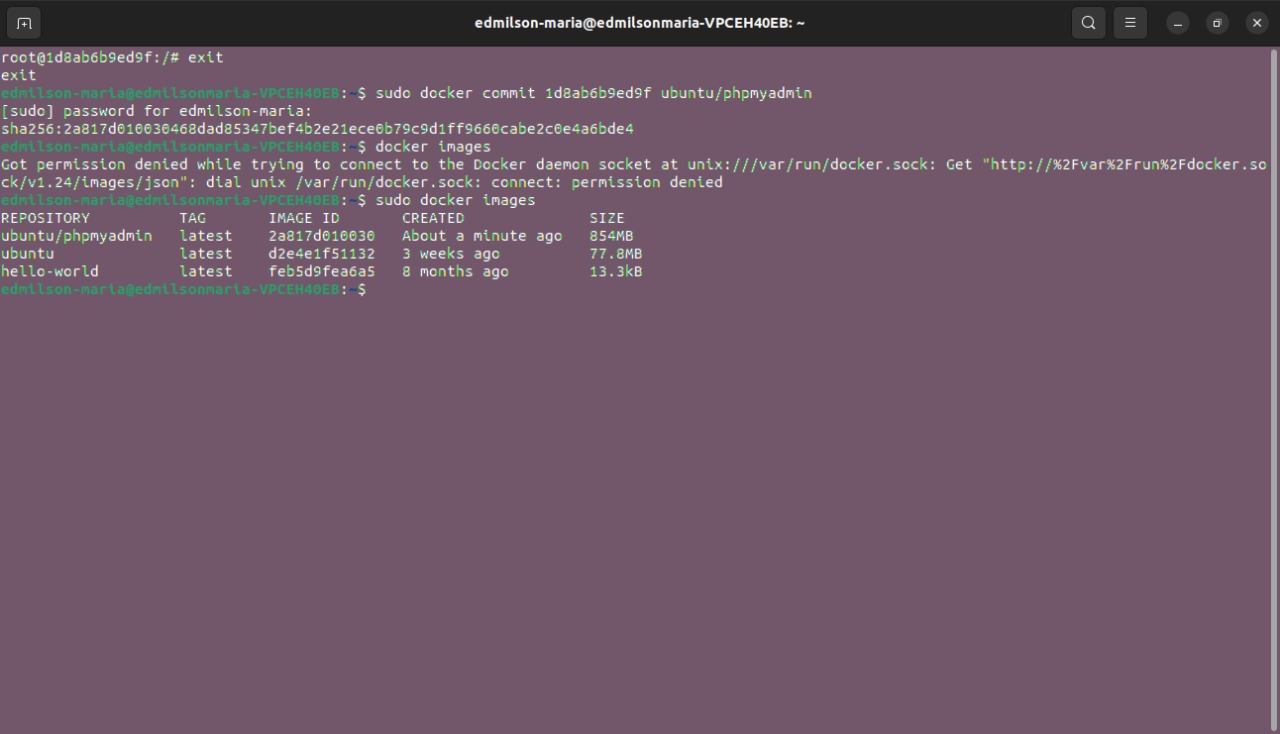 edmilson-maria@edmilsonmaria-VPCEH40EB: ~
root@1d8ab6b9ed9f:/# exit
exit
edmilson-maria@edmilsonmaria-VPCEH40EB:~$ sudo docker commit 1d8ab6b9ed9f ubuntu/phpmyadmin
[sudo] password for edmilson-maria:
sha256:2a817d010030468dad85347bef4b2e21ece0b79c9d1ff9660cabe2c0e4a6bde4
edmilson-maria@edmilsonmaria-VPCEH40EB:~$ docker images
Got permission denied while trying to connect to the Docker daemon socket at unix:///var/run/docker.sock: Get "http://%2Fvar%2Frun%2Fdocker.so
ck/v1.24/images/json": dial unix /var/run/docker.sock: connect: permission denied
edmilson-maria@edmilsonmaria-VPCEH40EB:~$ sudo docker images
REPOSITORY          TAG       IMAGE ID       CREATED              SIZE
ubuntu/phpmyadmin   latest    2a817d010030   About a minute ago   854MB
ubuntu              latest    d2e4e1f51132   3 weeks ago          77.8MB
hello-world         latest    feb5d9fea6a5   8 months ago         13.3kB
edmilson-maria@edmilsonmaria-VPCEH40EB:~$